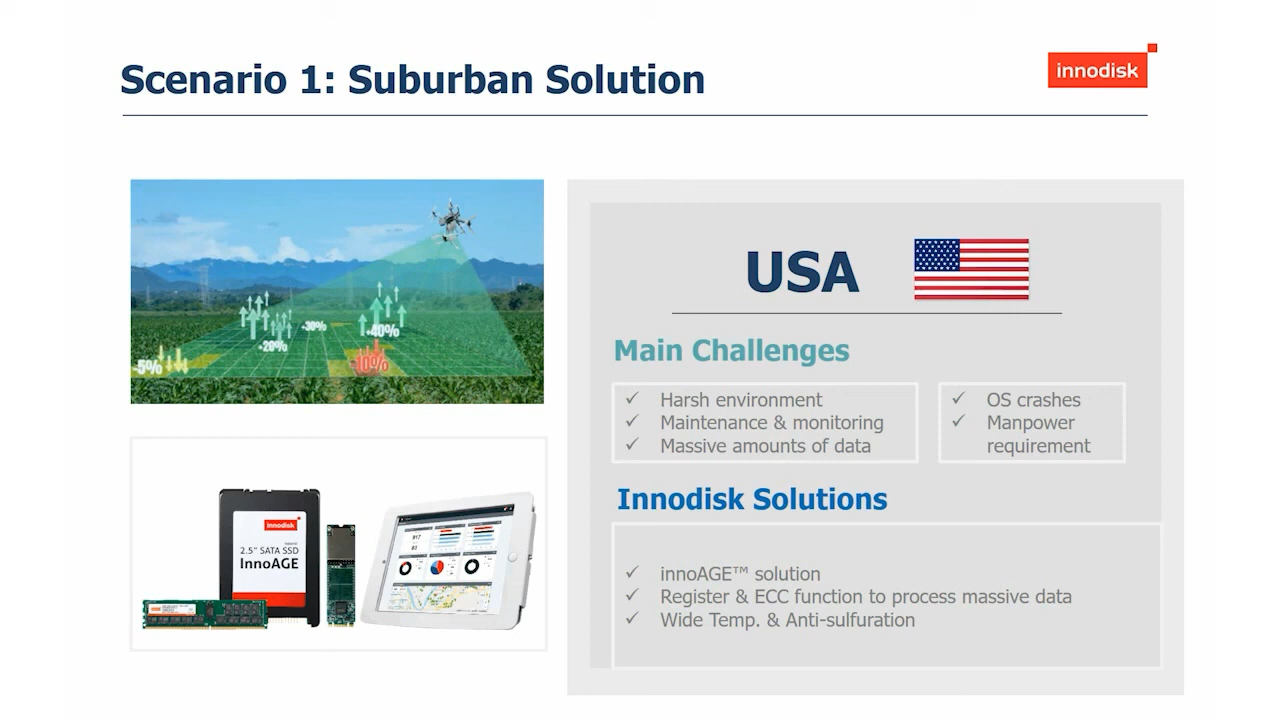 Scenario 1: Suburban Solution
innodisk
-5%
+20%
+30%
+40%
-10%
innodisk
2.5" SATA SSD
InnoAGE
917
83
USA
Main Challenges
✓ Harsh environment
✓ Maintenance & monitoring
✓ Massive amounts of data
✓ OS crashes
✓ Manpower
requirement
Innodisk Solutions
✓ innoAGE™ solution
✓ Register & ECC function to process massive data
✓ Wide Temp. & Anti-sulfuration